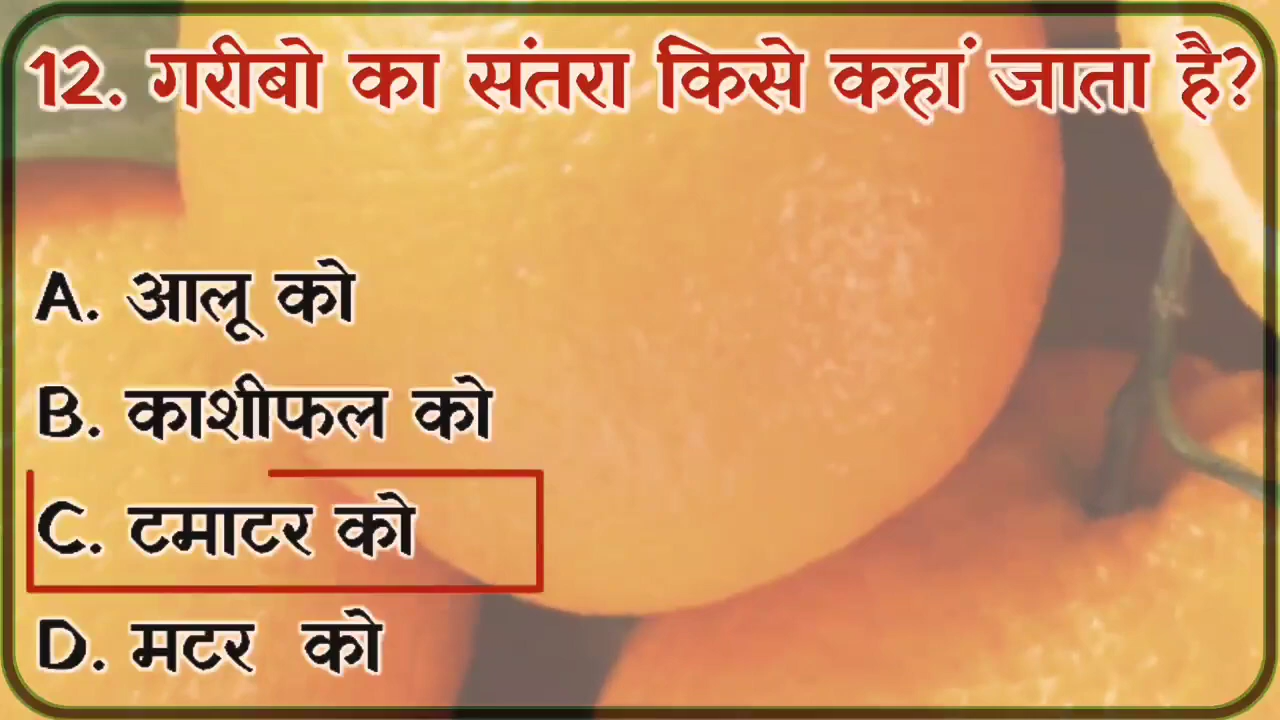 12. गरीबो का संतरा किसे कहां जाता है?
A. आलू को
B. काशीफल को
C. टमाटर को
D. मटर को